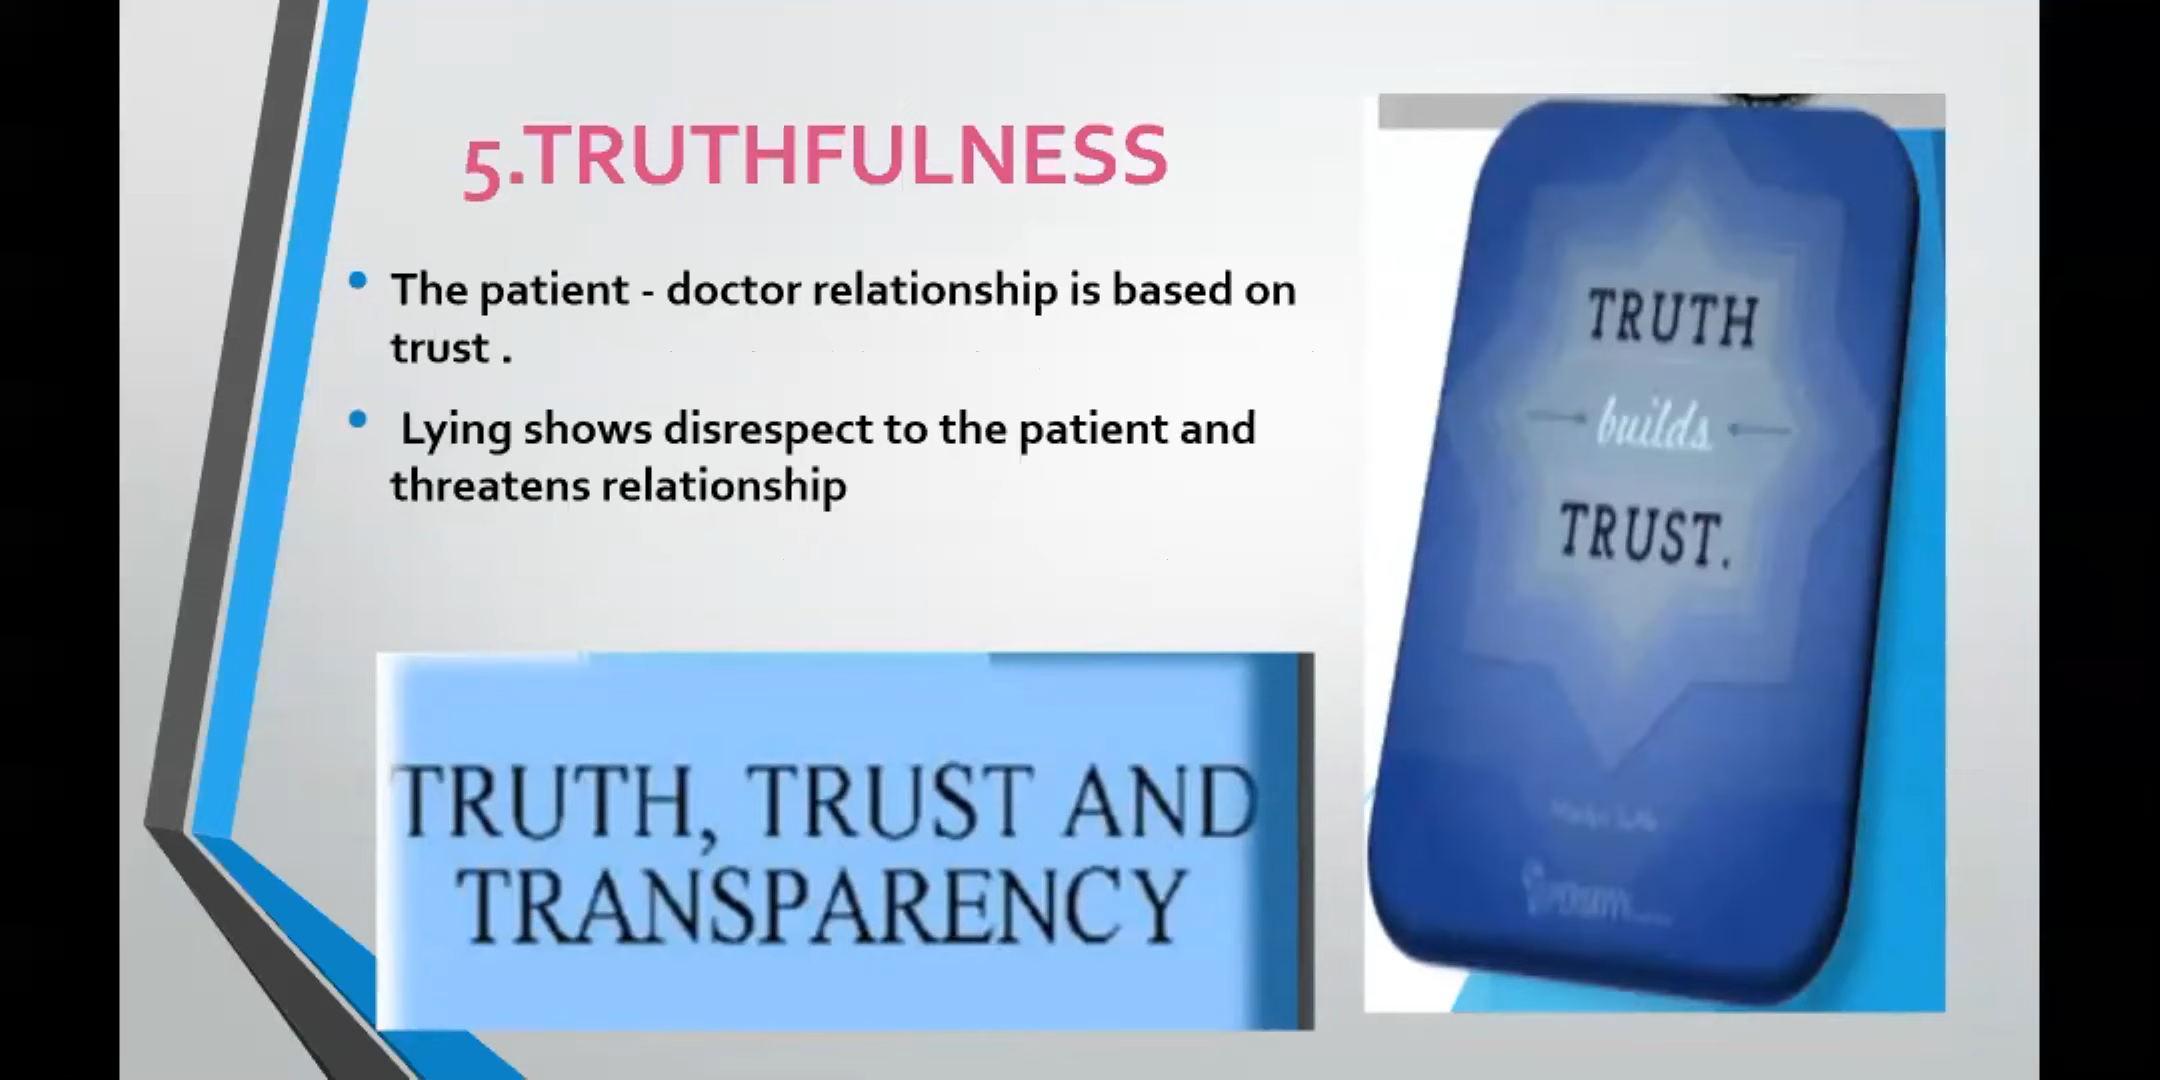 5.TRUTHFULNESS
• The patient - doctor relationship is based on
trust .
• Lying shows disrespect to the patient and
threatens relationship
TRUTH, TRUST AND
TRANSPARENCY
TRUTH
builds
TRUST.